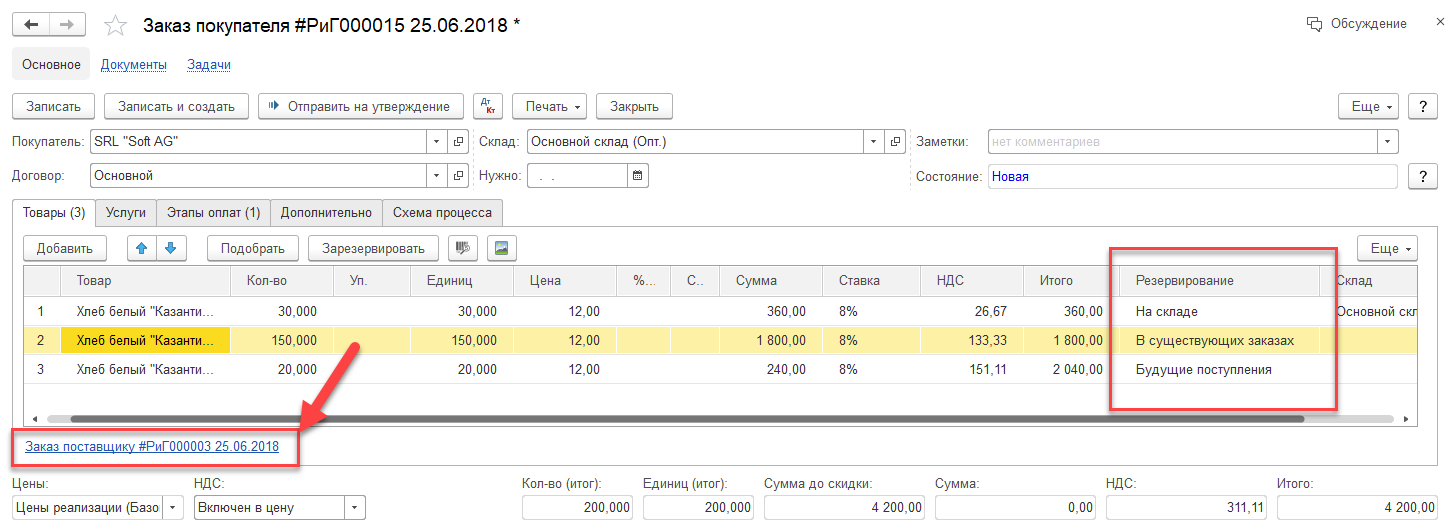 Заказ покупателя #РиГ000015 25.06.2018 * Обсуждение ×
Основное Документы Задачи
Записать Записать и создать Отправить на утверждение Дт Кт Печать Закрыть Еще ?
Покупатель: SRL "Soft AG" Склад: Основной склад (Опт.) Заметки: нет комментариев
Договор: Основной Нужно: . . Состояние: Новая ?
Товары (3) Услуги Этапы оплат (1) Дополнительно Схема процесса
Добавить Подобрать Зарезервировать Еще
Товар Кол-во Уп. Единиц Цена %... С.. Сумма Ставка НДС Итого Резервирование Склад
1 Хлеб белый "Казанти... 30,000 30,000 12,00 360,00 8% 26,67 360,00 На складе Основной скл
2 Хлеб белый "Казанти... 150,000 150,000 12,00 1 800,00 8% 133,33 1 800,00 В существующих заказах
3 Хлеб белый "Казанти... 20,000 20,000 12,00 240,00 8% 151,11 2 040,00 Будущие поступления
Заказ поставщику #РиГ000003 25.06.2018
Цены: НДС: Кол-во (итог): Единиц (итог): Сумма до скидки: Сумма: НДС: Итого:
Цены реализации (Базо Включен в цену 200,000 200,000 4 200,00 0,00 311,11 4 200,00